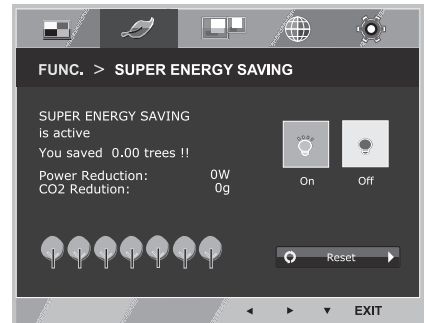 FUNC. > SUPER ENERGY SAVING
SUPER ENERGY SAVING
is active
You saved 0.00 trees !!
Power Reduction: 0W
CO2 Redution: 0g
On Off
Reset
EXIT